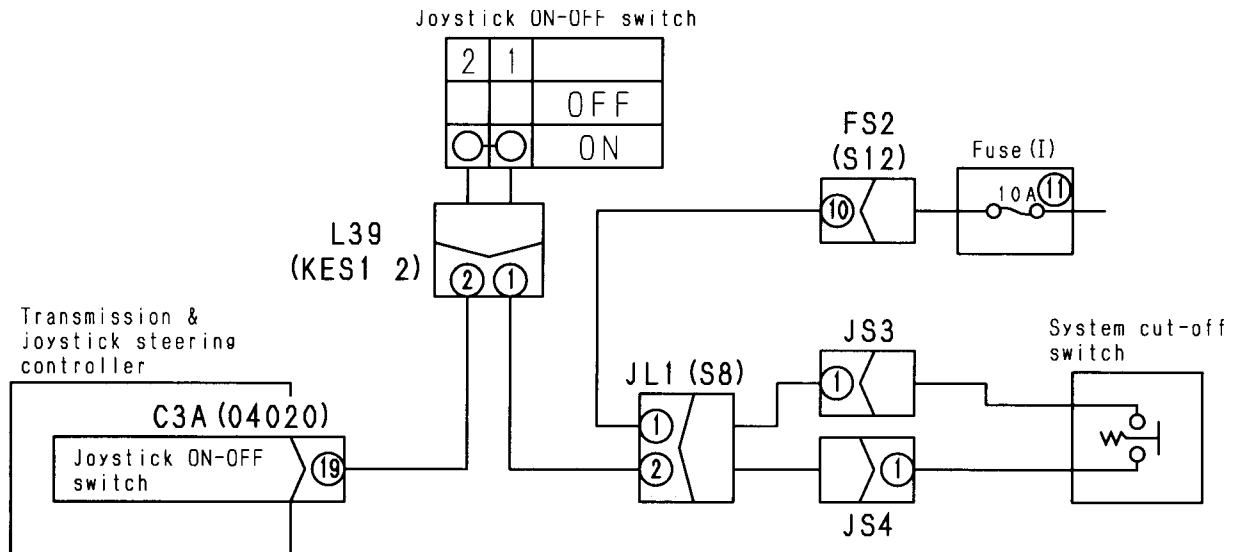 Joystick ON-OFF switch
2 1
OFF
ON
FS2
(S12)
Fuse (I)
10A 11
10
L39
(KES1 2)
2 1
Transmission &
joystick steering
controller
C3A (04020)
Joystick ON-OFF
switch
19
JL1 (S8)
1
2
JS3
1
1
JS4
System cut-off
switch